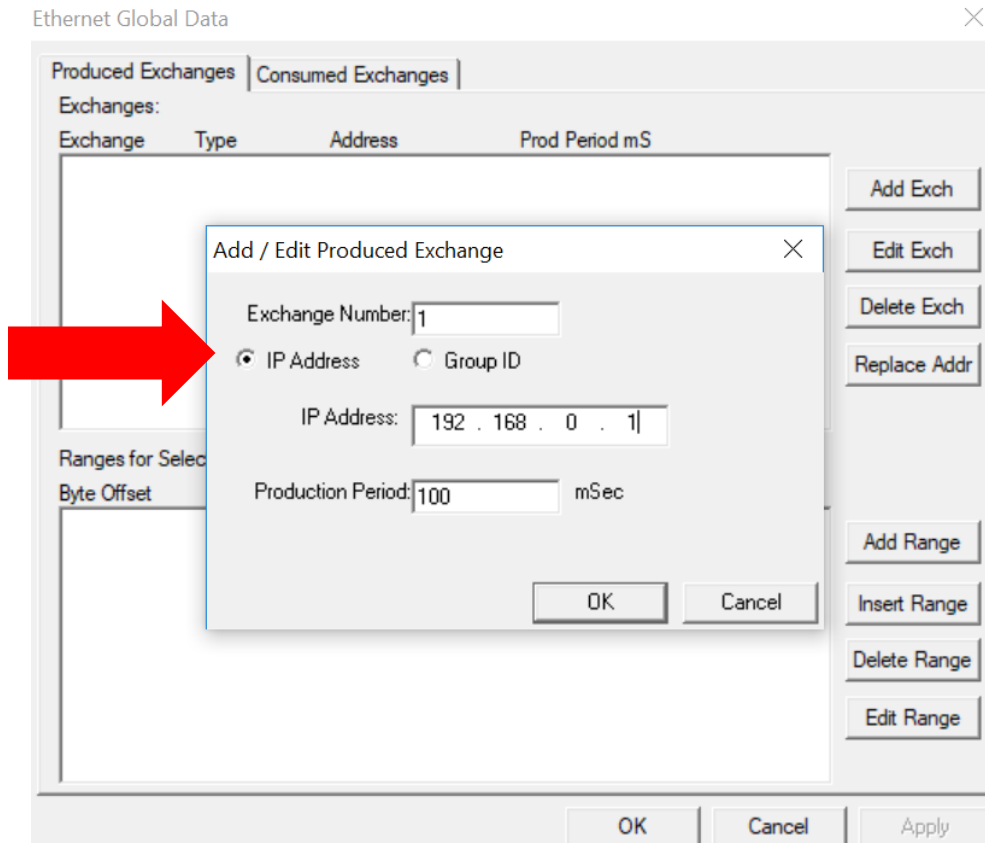 Ethernet Global Data
Produced Exchanges Consumed Exchanges
Exchanges:
Exchange Type Address Prod Period mS
Add Exch
Edit Exch
Delete Exch
Replace Addr
Add / Edit Produced Exchange
Exchange Number: 1
IP Address Group ID
IP Address: 192 . 168 . 0 . 1
Production Period: 100 mSec
OK Cancel
Ranges for Selec
Byte Offset
Add Range
Insert Range
Delete Range
Edit Range
OK Cancel Apply